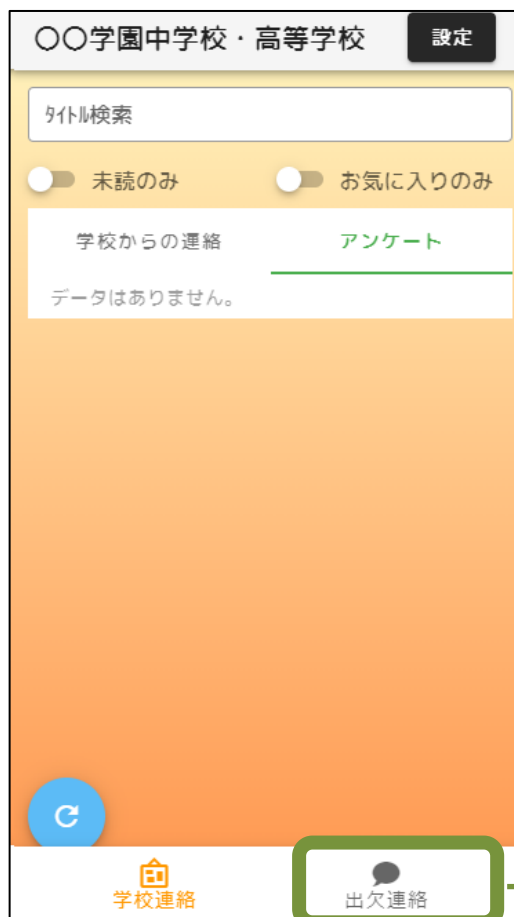 〇〇学園中学校・高等学校 設定
ﾀｲﾄﾙ検索
未読のみ お気に入りのみ
学校からの連絡 アンケート
データはありません。
学校連絡 出欠連絡